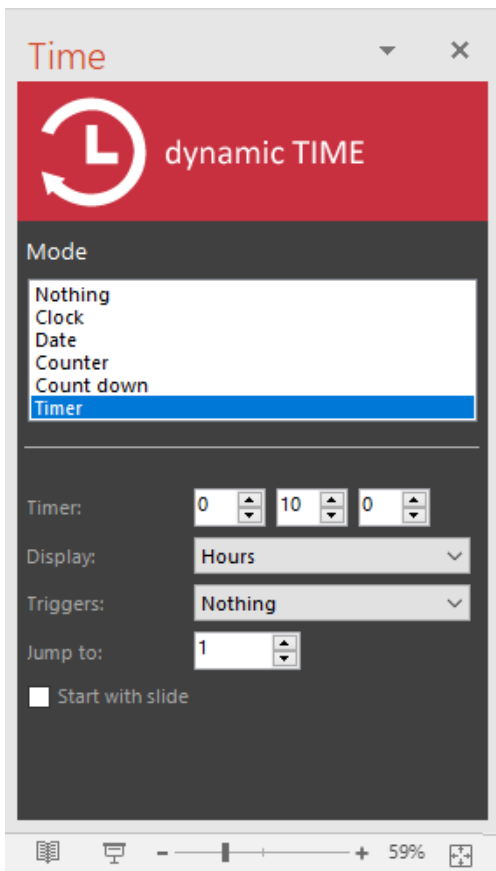 Time
dynamic TIME
Mode
Nothing
Clock
Date
Counter
Count down
Timer
Timer: 0 10 0
Display: Hours
Triggers: Nothing
Jump to: 1
Start with slide
- + 59%